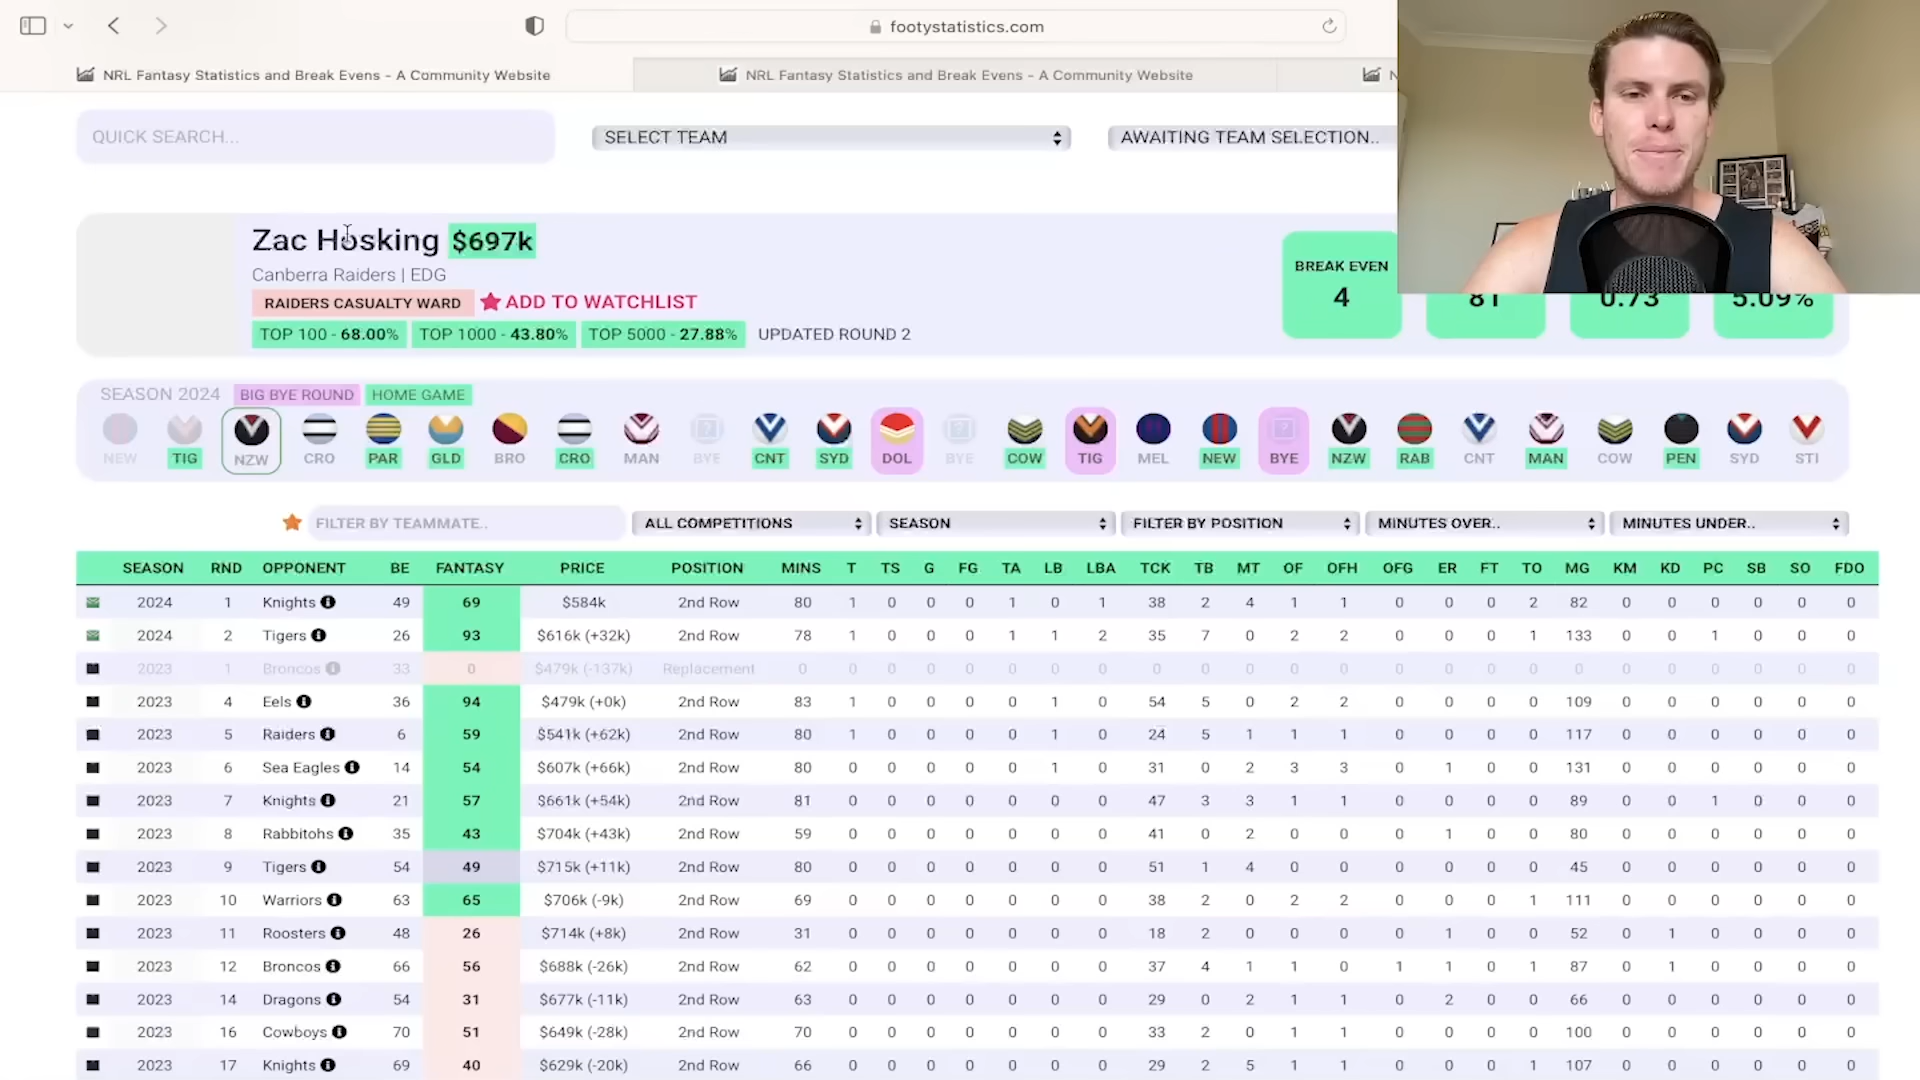 footystatistics.com
NRL Fantasy Statistics and Break Evens - A Community Website
NRL Fantasy Statistics and Break Evens - A Community Website
N
QUICK SEARCH...
SELECT TEAM
AWAITING TEAM SELECTION..
Zac Hosking $697k
Canberra Raiders | EDG
RAIDERS CASUALTY WARD ADD TO WATCHLIST
TOP 100 - 68.00% TOP 1000 - 43.80% TOP 5000 - 27.88% UPDATED ROUND 2
BREAK EVEN
4 81 0.73 5.09%
SEASON 2024 BIG BYE ROUND HOME GAME
NEW TIG NZW CRO PAR GLD BRO CRO MAN BYE CNT SYD DOL BYE COW TIG MEL NEW BYE NZW RAB CNT MAN COW PEN SYD STI
FILTER BY TEAMMATE.. ALL COMPETITIONS SEASON FILTER BY POSITION MINUTES OVER.. MINUTES UNDER..
SEASON RND OPPONENT BE FANTASY PRICE POSITION MINS T TS G FG TA LB LBA TCK TB MT OF OFH OFG ER FT TO MG KM KD PC SB SO FDO
2024 1 Knights 49 69 $584k 2nd Row 80 1 0 0 0 1 0 1 38 2 4 1 1 0 0 0 2 82 0 0 0 0 0 0
2024 2 Tigers 26 93 $616k (+32k) 2nd Row 78 1 0 0 0 1 1 2 35 7 0 2 2 0 0 0 1 133 0 0 1 0 0 0
2023 1 Broncos 33 0 $479k (-137k) Replacement 0 0 0 0 0 0 0 0 0 0 0 0 0 0 0 0 0 0 0 0 0 0 0 0
2023 4 Eels 36 94 $479k (+0k) 2nd Row 83 1 0 0 0 0 1 0 54 5 0 2 2 0 0 0 0 109 0 0 0 0 0 0
2023 5 Raiders 6 59 $541k (+62k) 2nd Row 80 1 0 0 0 0 1 0 24 5 1 1 1 0 0 0 0 117 0 0 0 0 0 0
2023 6 Sea Eagles 14 54 $607k (+66k) 2nd Row 80 0 0 0 0 0 1 0 31 0 2 3 3 0 1 0 0 131 0 0 0 0 0 0
2023 7 Knights 21 57 $661k (+54k) 2nd Row 81 0 0 0 0 0 0 0 47 3 3 1 1 0 0 0 0 89 0 0 1 0 0 0
2023 8 Rabbitohs 35 43 $704k (+43k) 2nd Row 59 0 0 0 0 0 0 0 41 0 2 0 0 0 1 0 0 80 0 0 0 0 0 0
2023 9 Tigers 54 49 $715k (+11k) 2nd Row 80 0 0 0 0 0 0 0 51 1 4 0 0 0 0 0 0 45 0 0 0 0 0 0
2023 10 Warriors 63 65 $706k (-9k) 2nd Row 69 0 0 0 0 0 0 0 38 2 0 2 2 0 0 0 1 111 0 0 0 0 0 0
2023 11 Roosters 48 26 $714k (+8k) 2nd Row 31 0 0 0 0 0 0 0 18 2 0 0 0 0 1 0 0 52 0 1 0 0 0 0
2023 12 Broncos 66 56 $688k (-26k) 2nd Row 62 0 0 0 0 0 0 0 37 4 1 1 0 1 1 0 1 87 0 1 0 0 0 0
2023 14 Dragons 54 31 $677k (-11k) 2nd Row 63 0 0 0 0 0 0 0 29 0 2 1 1 0 2 0 0 66 0 0 0 0 0 0
2023 16 Cowboys 70 51 $649k (-28k) 2nd Row 70 0 0 0 0 0 0 0 33 2 0 1 1 0 0 0 0 100 0 0 0 0 0 0
2023 17 Knights 69 40 $629k (-20k) 2nd Row 66 0 0 0 0 0 0 0 29 2 5 1 1 0 0 0 1 107 0 0 0 0 0 0